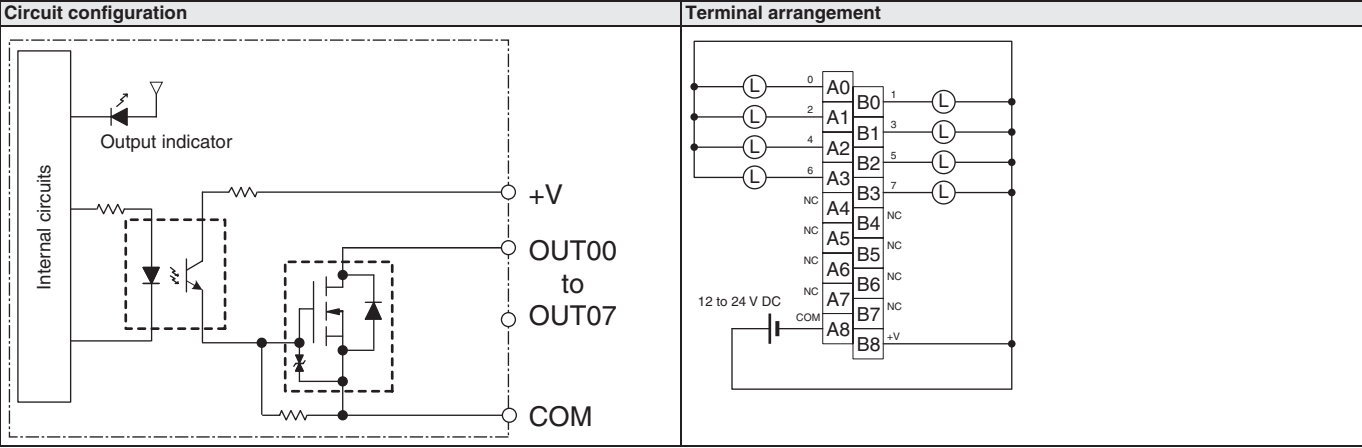 Circuit configuration
Terminal arrangement
Output indicator
Internal circuits
+V
OUT00
to
OUT07
COM
L 0 A0
B0 1 L
L 2 A1
B1 3 L
L 4 A2
B2 5 L
L 6 A3
B3 7 L
NC A4
B4 NC
NC A5
B5 NC
NC A6
B6 NC
NC A7
B7 NC
12 to 24 V DC
COM A8
B8 +V